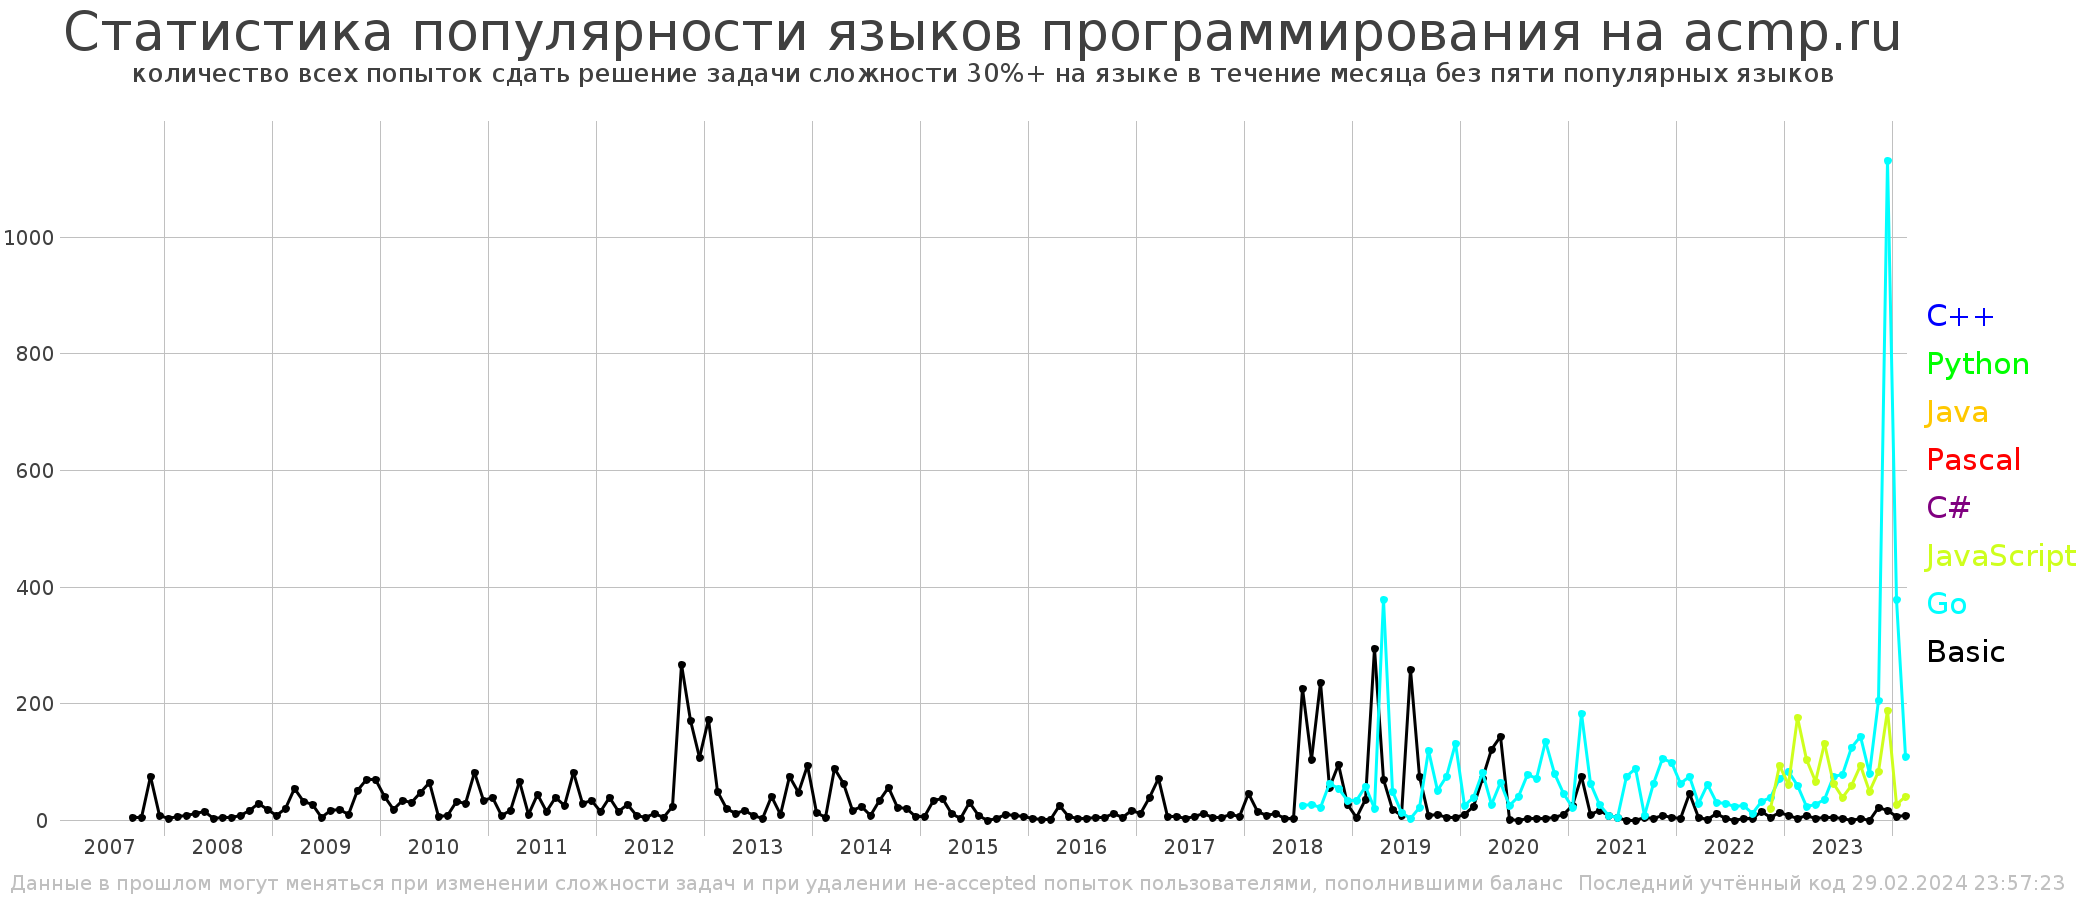 Статистика популярности языков программирования на acmp.ru
количество всех попыток сдать решение задачи сложности 30%+ на языке в течение месяца без пяти популярных языков
1000
800
600
400
200
0
C++
Python
Java
Pascal
C#
JavaScript
Go
Basic
2007 2008 2009 2010 2011 2012 2013 2014 2015 2016 2017 2018 2019 2020 2021 2022 2023
Данные в прошлом могут меняться при изменении сложности задач и при удалении не-accepted попыток пользователями, пополнившими баланс Последний учтённый код 29.02.2024 23:57:23